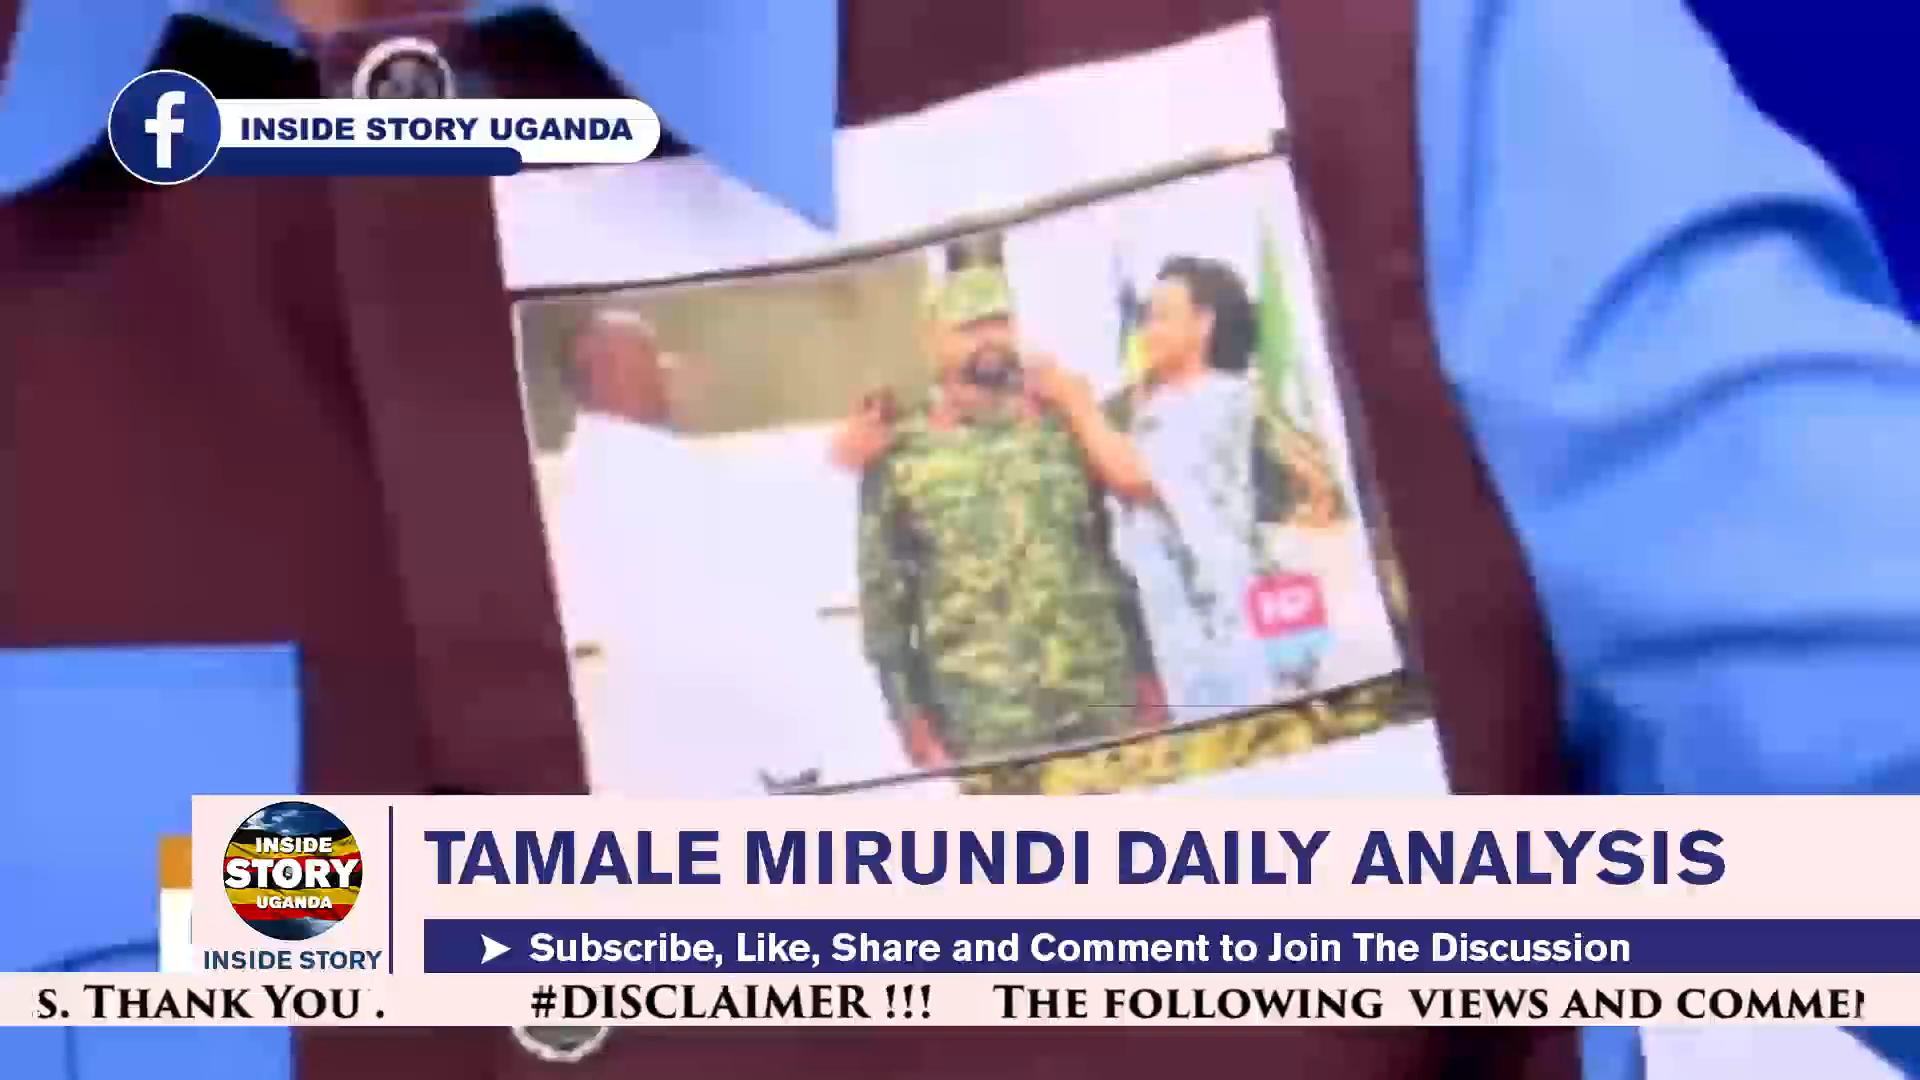 f INSIDE STORY UGANDA
INSIDE
STORY
UGANDA
INSIDE STORY
TAMALE MIRUNDI DAILY ANALYSIS
Subscribe, Like, Share and Comment to Join The Discussion
S. THANK YOU . #DISCLAIMER !!! THE FOLLOWING VIEWS AND COMME